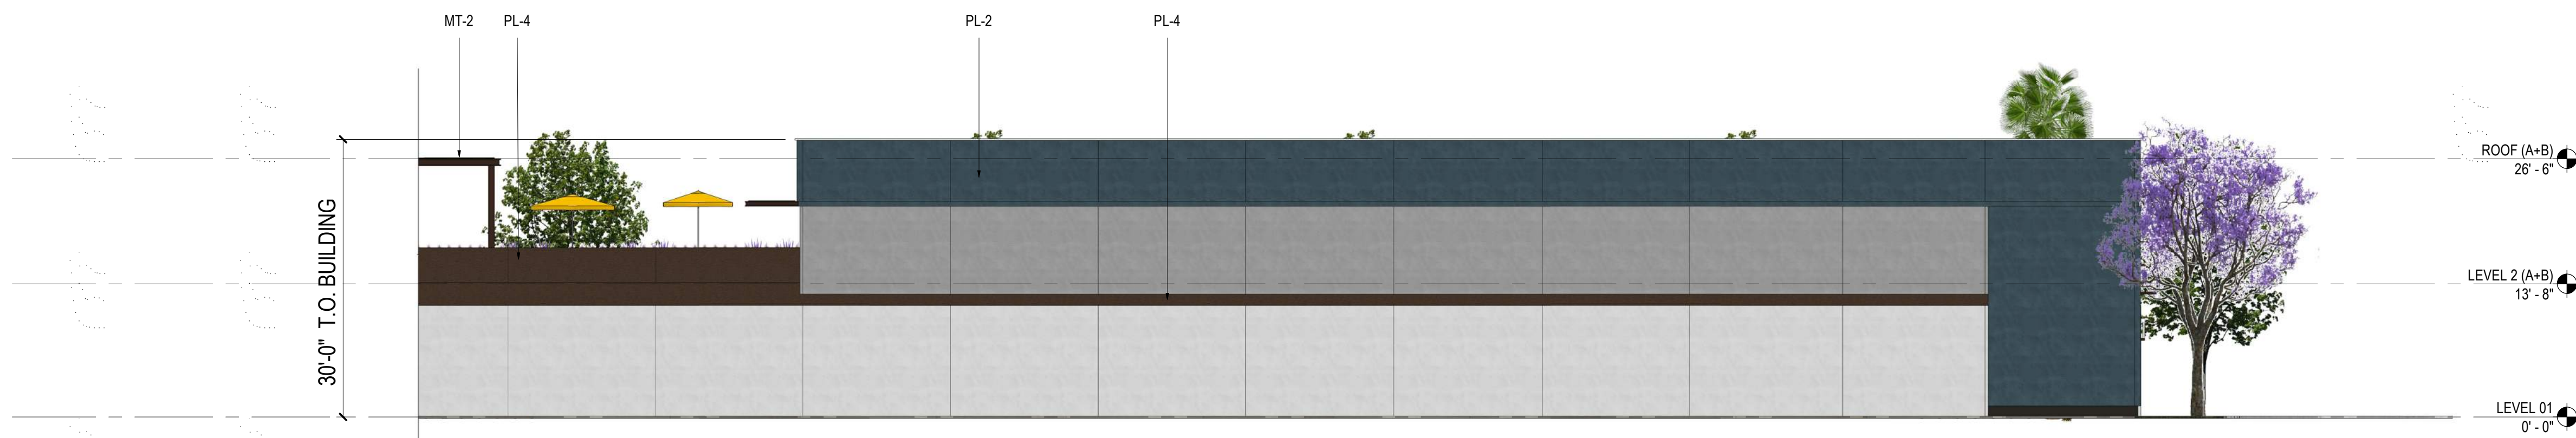 MT-2
PL-4
PL-2
PL-4
30'-0" T.O. BUILDING
ROOF (A+B)
26' - 6"
LEVEL 2 (A+B)
13' - 8"
LEVEL 01
0' - 0"